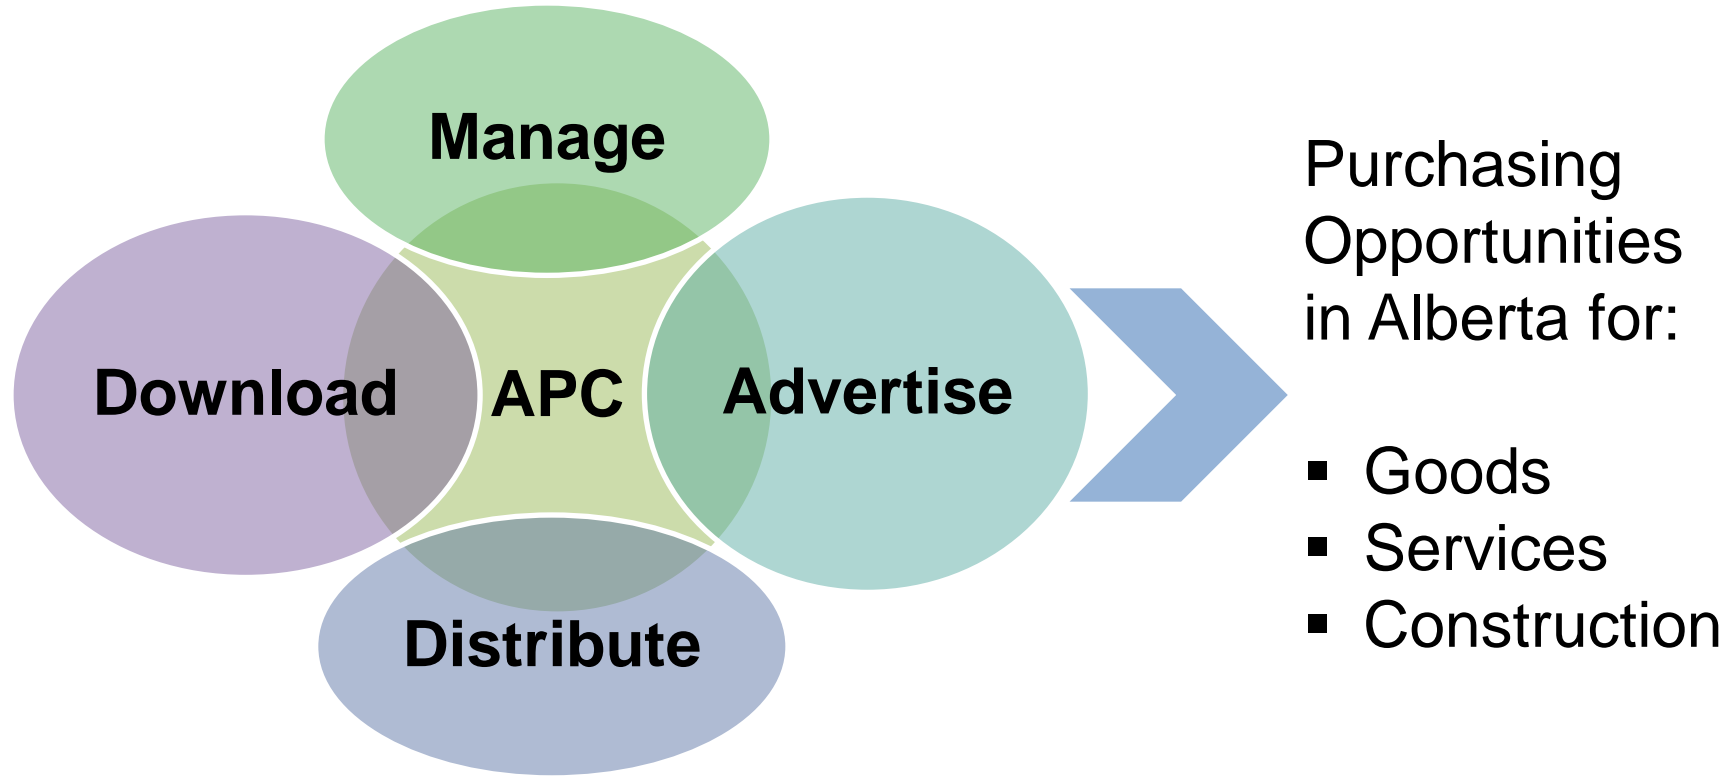 Manage
Download
APC
Advertise
Distribute
Purchasing
Opportunities
in Alberta for:
▪ Goods
▪ Services
▪ Construction